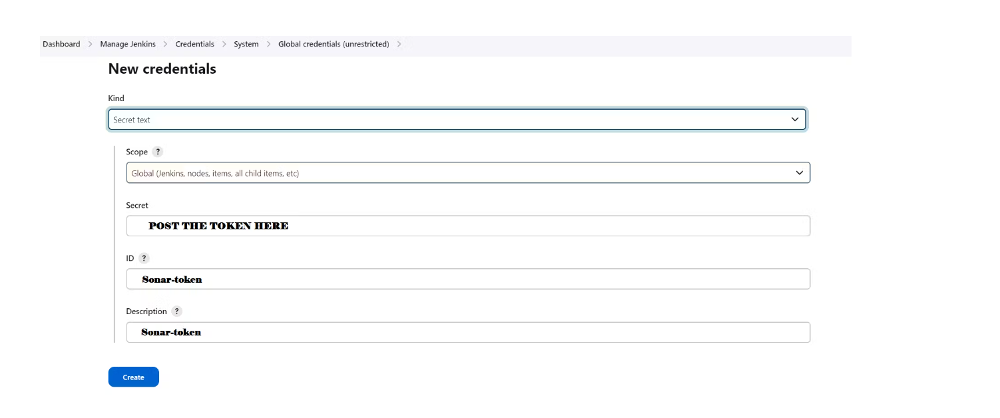 Dashboard > Manage Jenkins > Credentials > System > Global credentials (unrestricted) >
New credentials
Kind
Secret text
Scope ?
Global (Jenkins, nodes, items, all child items, etc)
Secret
POST THE TOKEN HERE
ID ?
Sonar-token
Description ?
Sonar-token
Create